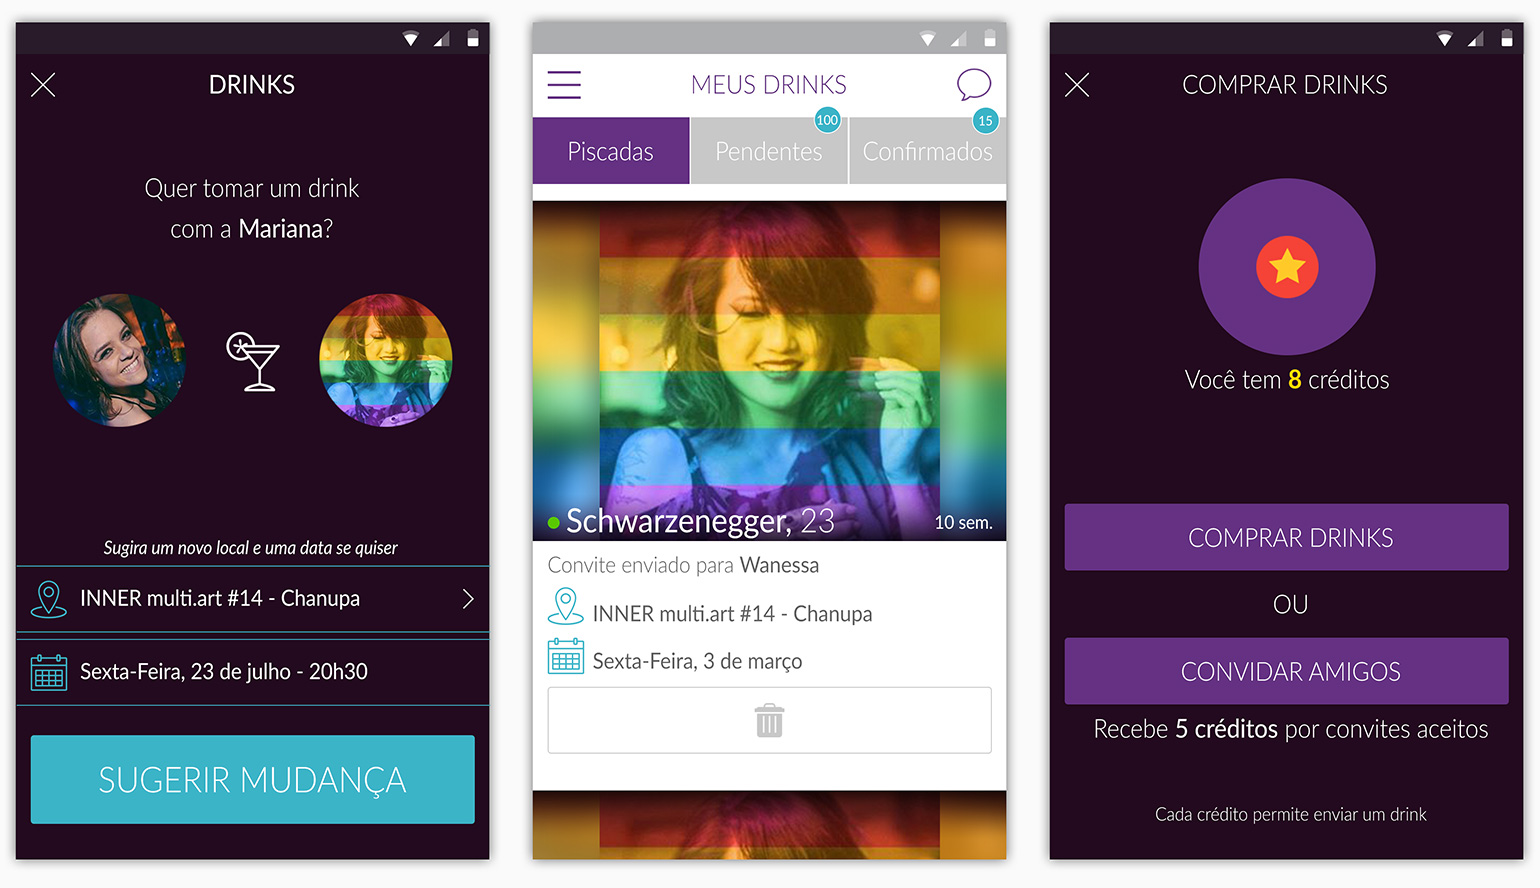 DRINKS
Quer tomar um drink
com a Mariana?
Sugira um novo local e uma data se quiser
INNER multi.art #14 - Chanupa
Sexta-Feira, 23 de julho - 20h30
SUGERIR MUDANÇA
MEUS DRINKS
Piscadas
Pendentes
100
Confirmados
15
Schwarzenegger, 23
10 sem.
Convite enviado para Wanessa
INNER multi.art #14 - Chanupa
Sexta-Feira, 3 de março
COMPRAR DRINKS
Você tem 8 créditos
COMPRAR DRINKS
OU
CONVIDAR AMIGOS
Recebe 5 créditos por convites aceitos
Cada crédito permite enviar um drink